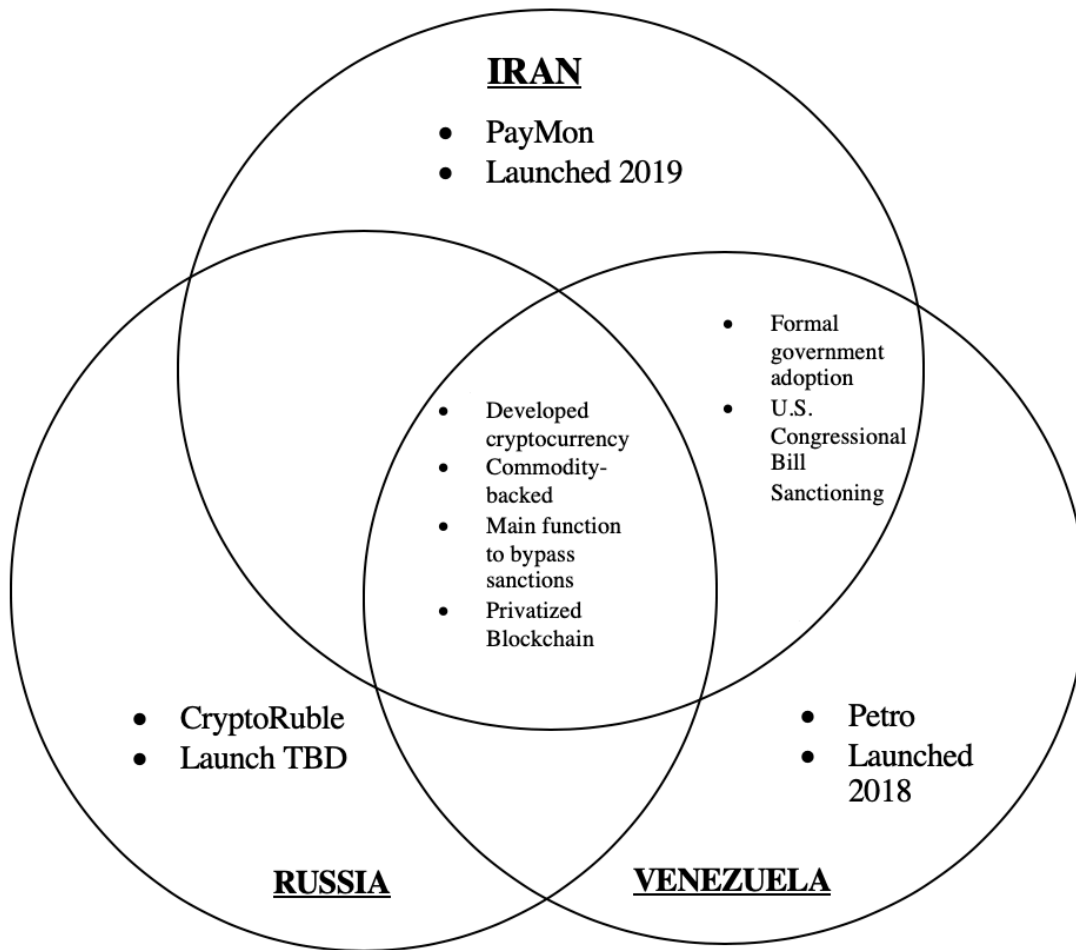 IRAN
• PayMon
• Launched 2019
• Formal
government
adoption
• U.S.
Congressional
Bill
Sanctioning
• Developed
cryptocurrency
• Commodity-
backed
• Main function
to bypass
sanctions
• Privatized
Blockchain
• CryptoRuble
• Launch TBD
• Petro
• Launched
2018
RUSSIA
VENEZUELA